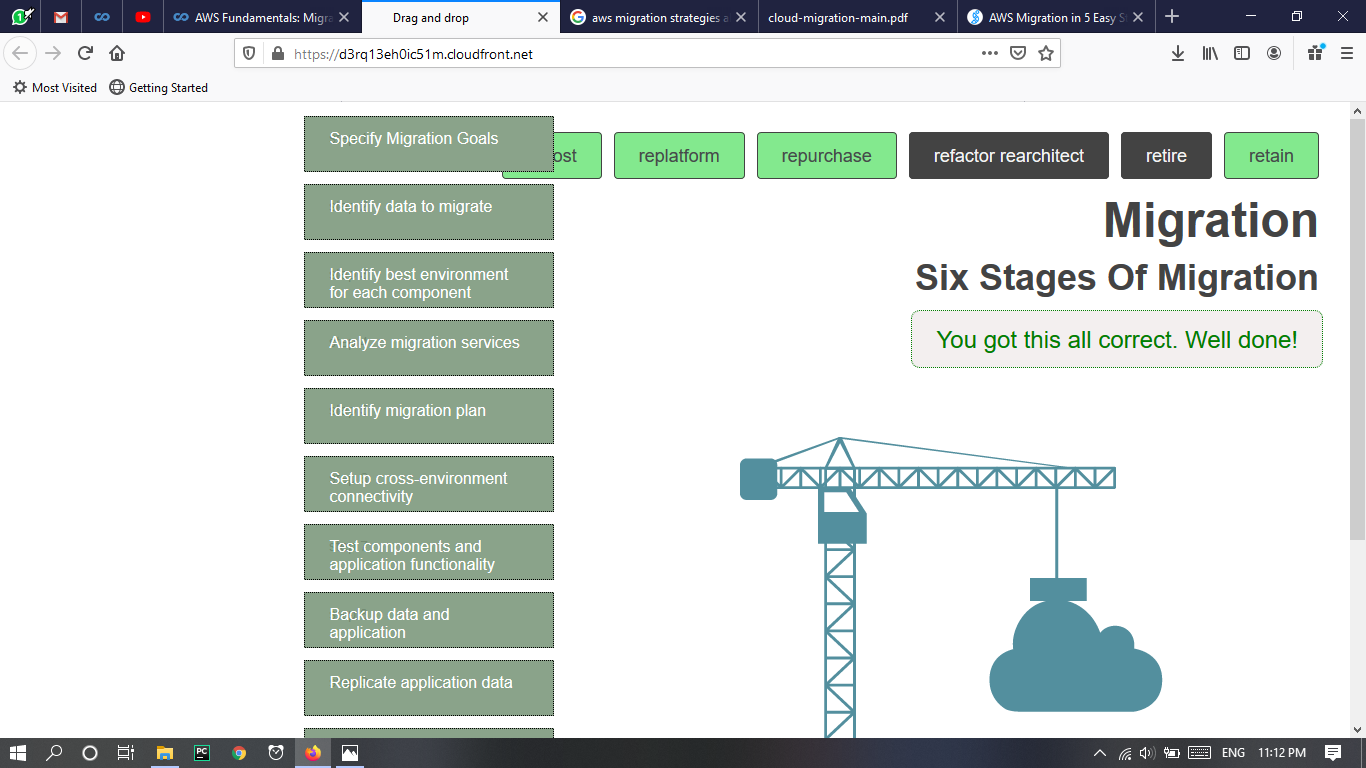 AWS Fundamentals: Migra
Drag and drop
aws migration strategies a
cloud-migration-main.pdf
AWS Migration in 5 Easy S
https://d3rq13eh0ic51m.cloudfront.net
Most Visited
Getting Started
Specify Migration Goals
Identify data to migrate
Identify best environment
for each component
Analyze migration services
Identify migration plan
Setup cross-environment
connectivity
Test components and
application functionality
Backup data and
application
Replicate application data
ost
replatform
repurchase
refactor rearchitect
retire
retain
Migration
Six Stages Of Migration
You got this all correct. Well done!
PC
ENG
11:12 PM